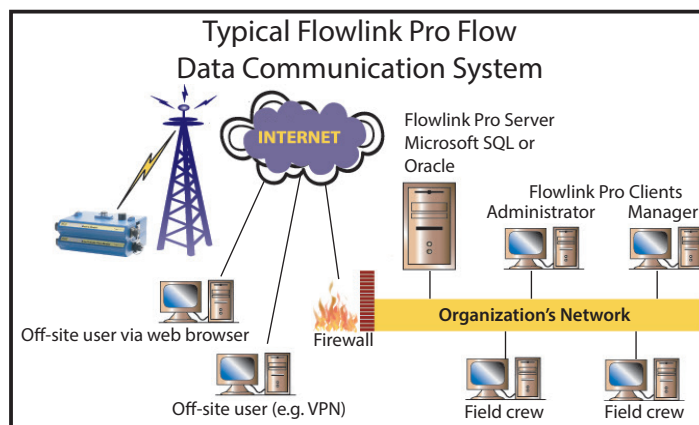 Typical Flowlink Pro Flow
Data Communication System
INTERNET
Flowlink Pro Server
Microsoft SQL or
Oracle
Flowlink Pro Clients
Administrator
Manager
Off-site user via web browser
Firewall
Organization's Network
Off-site user (e.g. VPN)
Field crew
Field crew